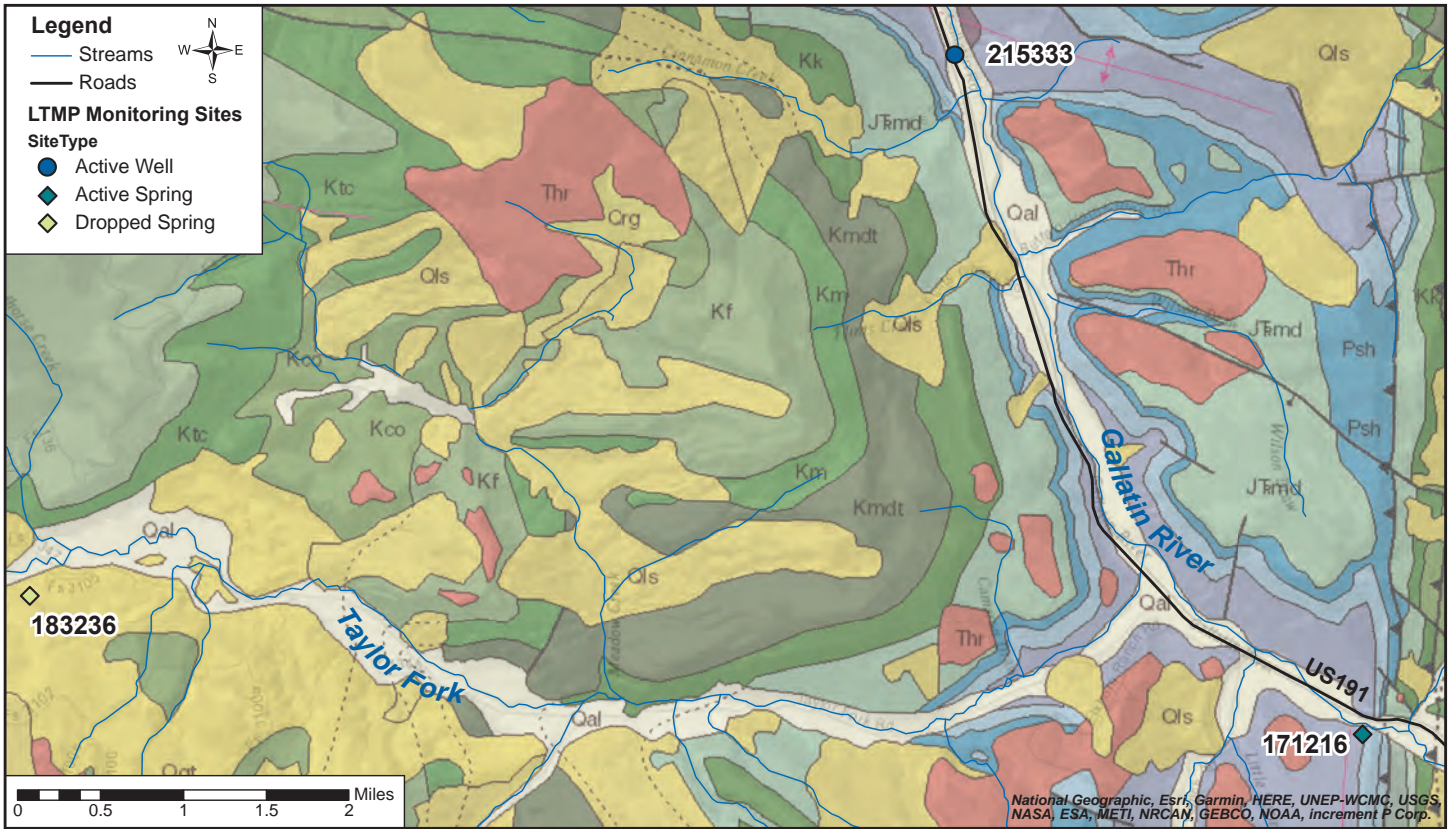 Legend
N
W E
S
Streams
Roads
LTMP Monitoring Sites
SiteType
Active Well
Active Spring
Dropped Spring
215333
Qls
Kk
Cinnamon Creek
Ktc
Thr
Qrg
Qal
Kmdt
Qls
Km
Kf
Qls
Thr
Psh
Kco
Ktc
Kco
Kf
Km
Kmdt
Psh
Gallatin River
Qal
Qls
183236
Taylor Fork
Qal
Thr
Qal
US191
Qls
171216
Qgt
0 0.5 1 1.5 2 Miles
National Geographic, Esri, Garmin, HERE, UNEP-WCMC, USGS,
NASA, ESA, METI, NRCAN, GEBCO, NOAA, increment P Corp.